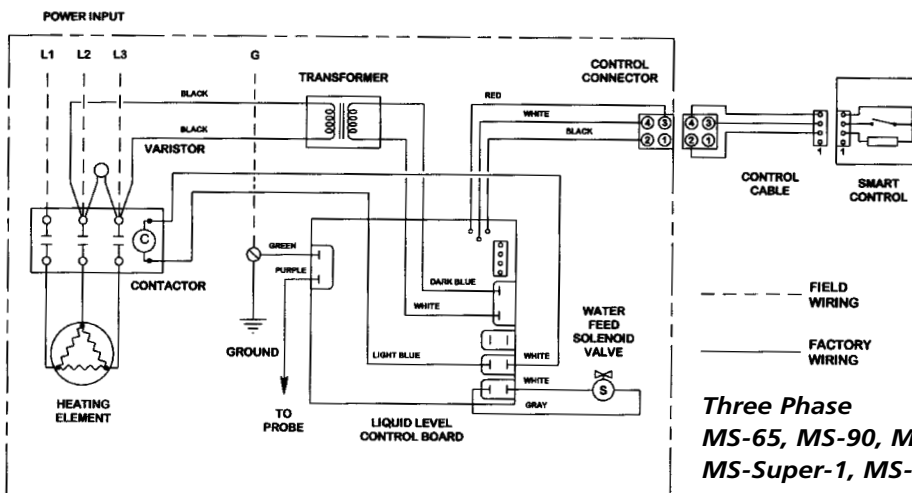 POWER INPUT
L1 L2 L3 G
TRANSFORMER
CONTROL
CONNECTOR
BLACK
RED
WHITE
BLACK
BLACK
VARISTOR
4 3
2 1
4 3
2 1
1
1
CONTROL
CABLE
SMART
CONTROL
C
CONTACTOR
GREEN
PURPLE
DARK BLUE
WHITE
GROUND
LIGHT BLUE
WHITE
WHITE
GRAY
WATER
FEED
SOLENOID
VALVE
S
HEATING
ELEMENT
TO
PROBE
LIQUID LEVEL
CONTROL BOARD
FIELD
WIRING
FACTORY
WIRING
Three Phase
MS-65, MS-90, M
MS-Super-1, MS-